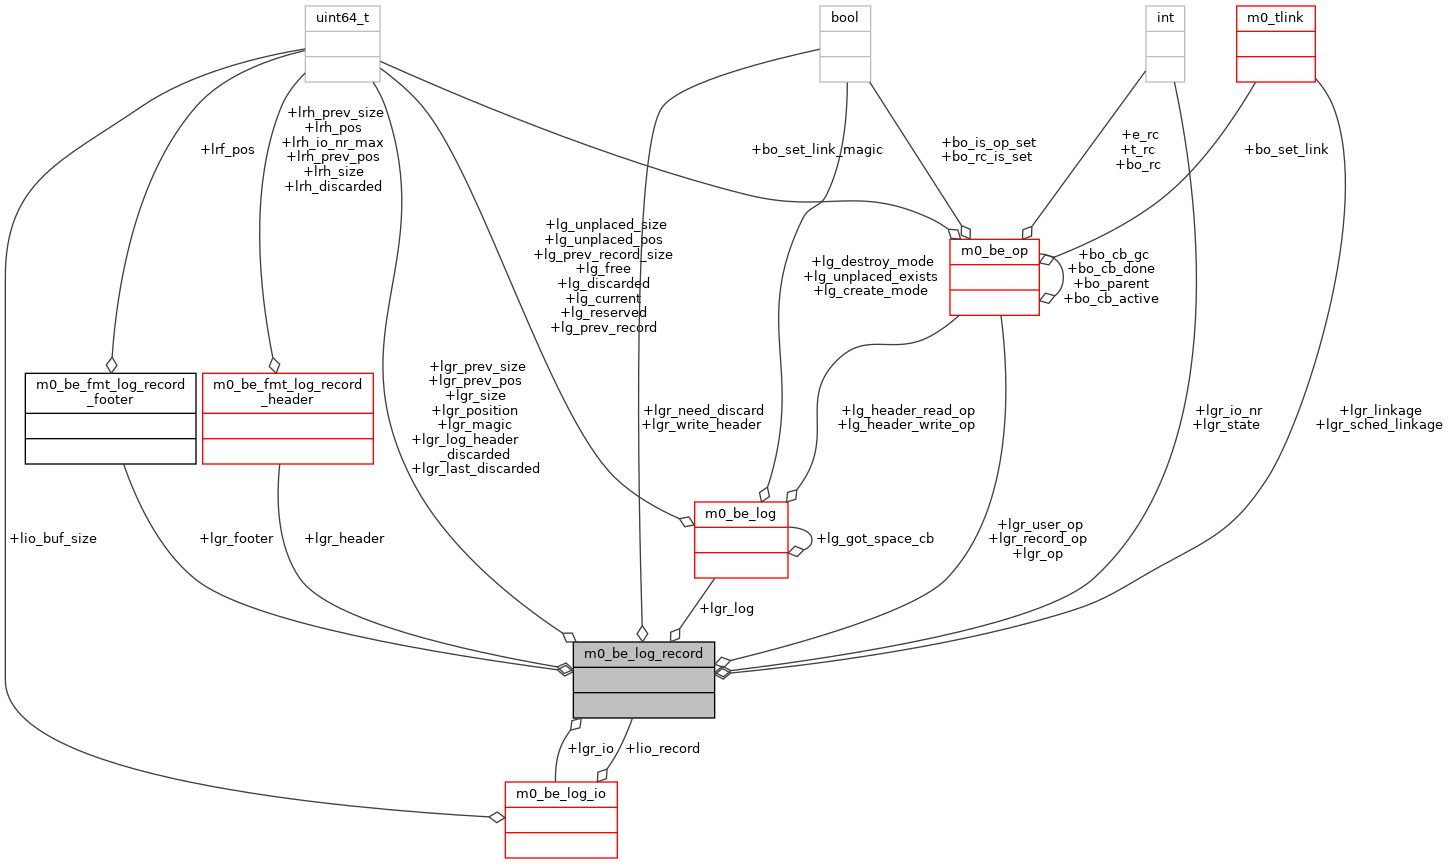 uint64_t
bool
int
m0_tlink
+lrh_prev_size
+lrh_pos
+lrh_io_nr_max
+lrh_prev_pos
+lrh_size
+lrh_discarded
+lrf_pos
+bo_set_link_magic
+bo_is_op_set
+bo_rc_is_set
+e_rc
+t_rc
+bo_rc
+bo_set_link
+lg_unplaced_size
+lg_unplaced_pos
+lg_prev_record_size
+lg_free
+lg_discarded
+lg_current
+lg_reserved
+lg_prev_record
+lg_destroy_mode
+lg_unplaced_exists
+lg_create_mode
m0_be_op
+bo_cb_gc
+bo_cb_done
+bo_parent
+bo_cb_active
m0_be_fmt_log_record
_footer
m0_be_fmt_log_record
_header
+lgr_prev_size
+lgr_prev_pos
+lgr_size
+lgr_position
+lgr_magic
+lgr_log_header
_discarded
+lgr_last_discarded
+lgr_need_discard
+lgr_write_header
+lg_header_read_op
+lg_header_write_op
+lgr_io_nr
+lgr_state
+lgr_linkage
+lgr_sched_linkage
m0_be_log
+lio_buf_size
+lgr_footer
+lgr_header
+lg_got_space_cb
+lgr_user_op
+lgr_record_op
+lgr_op
+lgr_log
m0_be_log_record
+lgr_io
+lio_record
m0_be_log_io